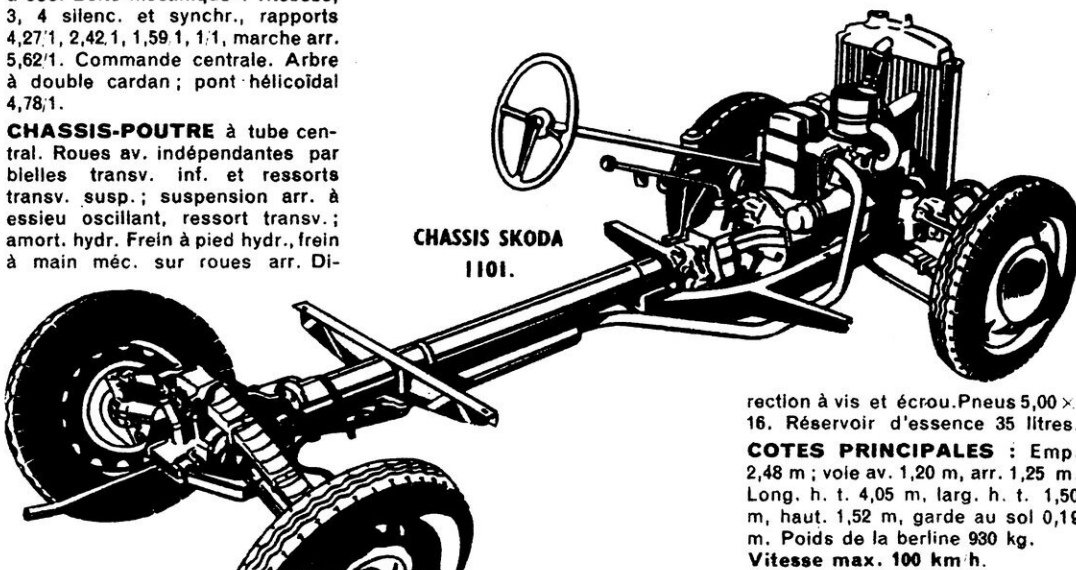 3, 4 silenc. et synchr., rapports
4,27/1, 2,42/1, 1,59/1, 1/1, marche arr.
5,62/1. Commande centrale. Arbre
à double cardan ; pont hélicoïdal
4,78/1.
CHASSIS-POUTRE à tube cen-
tral. Roues av. indépendantes par
bielles transv. inf. et ressorts
transv. susp. ; suspension arr. à
essieu oscillant, ressort transv. ;
amort. hydr. Frein à pied hydr., frein
à main méc. sur roues arr. Di-
CHASSIS SKODA
1101.
rection à vis et écrou. Pneus 5,00 ×
16. Réservoir d'essence 35 litres.
COTES PRINCIPALES : Emp.
2,48 m ; voie av. 1,20 m, arr. 1,25 m.
Long. h. t. 4,05 m, larg. h. t. 1,50
m, haut. 1,52 m, garde au sol 0,19
m. Poids de la berline 930 kg.
Vitesse max. 100 km/h.